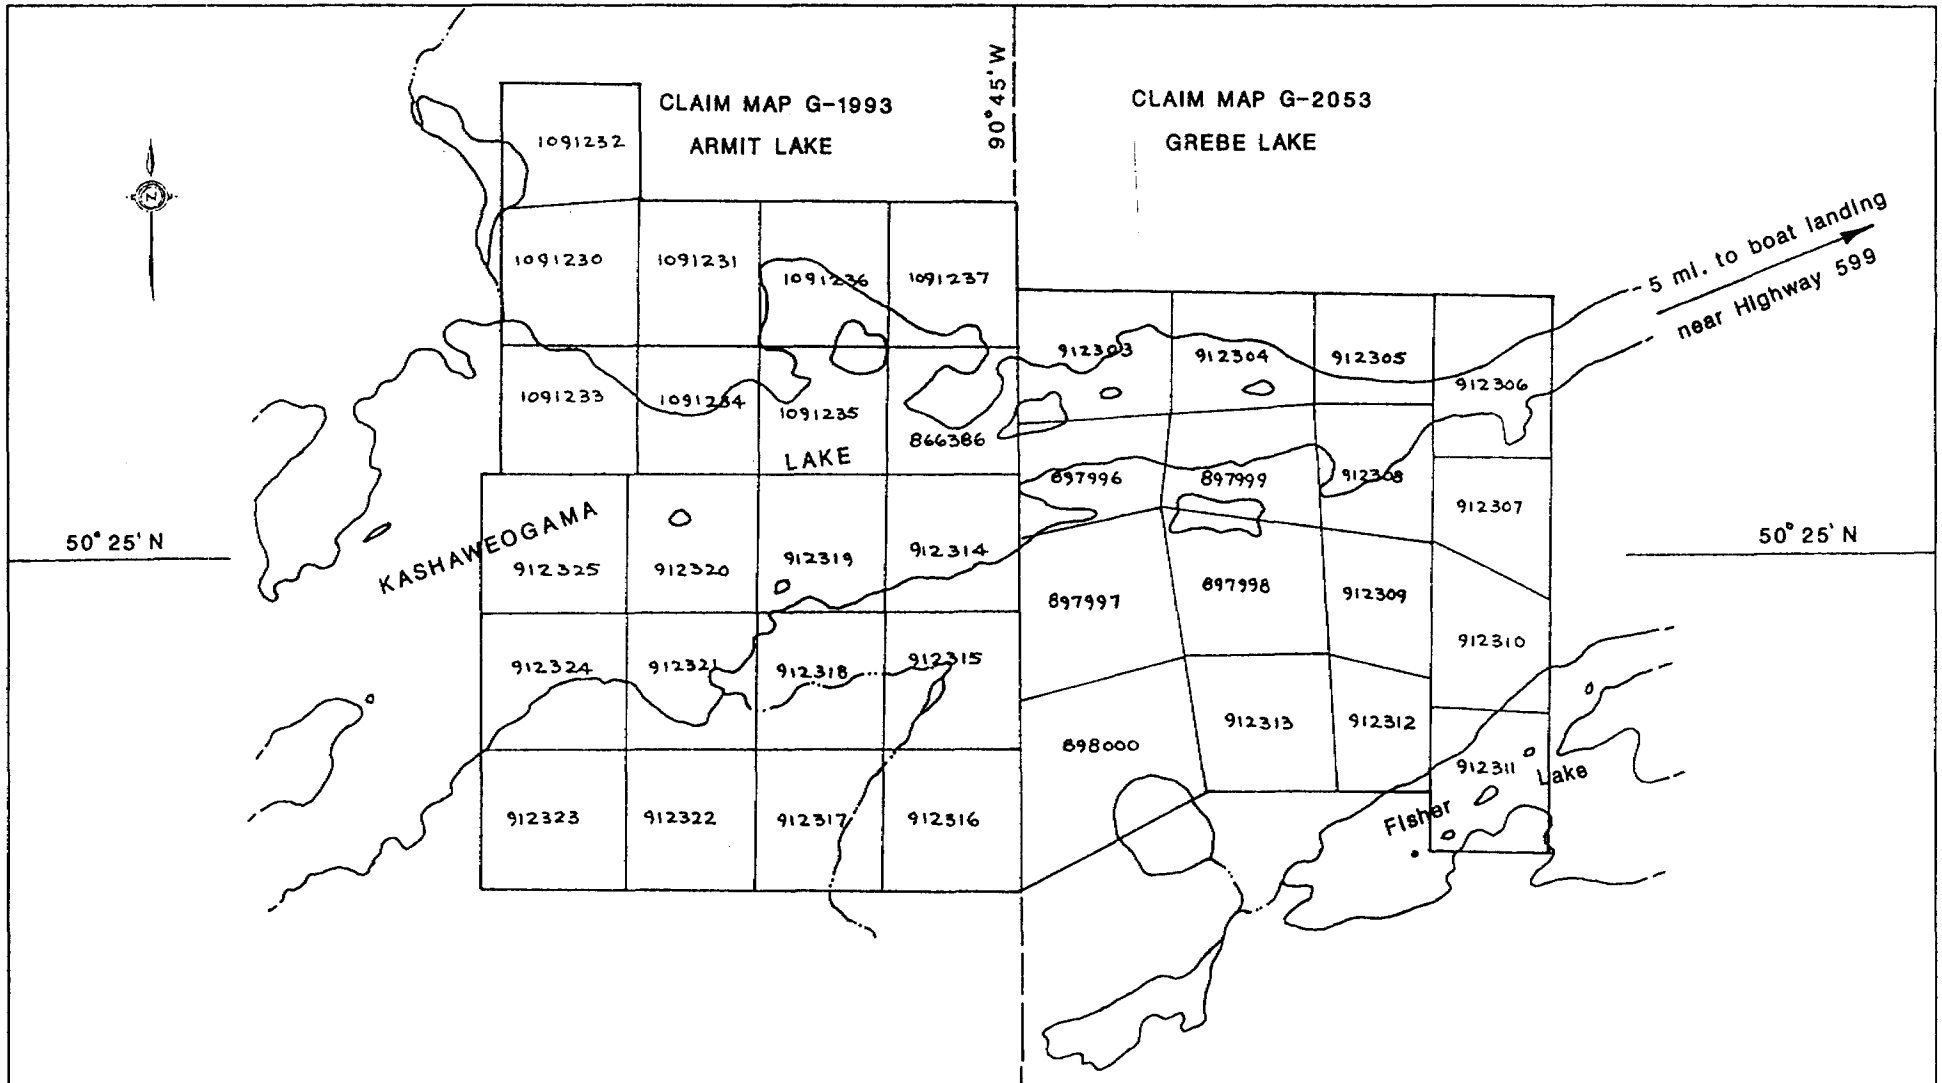 CLAIM MAP G-1993
ARMIT LAKE
90°45'W
CLAIM MAP G-2053
GREBE LAKE
N
5 mi. to boat landing
near Highway 599
1091232
1091230
1091231
1091236
1091237
1091233
1091234
1091235
866386
LAKE
KASHAWEOGAMA
912303
912304
912305
912306
897996
897999
912308
912307
50°25'N
50°25'N
912325
912320
912319
912314
897997
897998
912309
912310
912324
912321
912318
912315
898000
912313
912312
912311
Fisher Lake
912323
912322
912317
912316